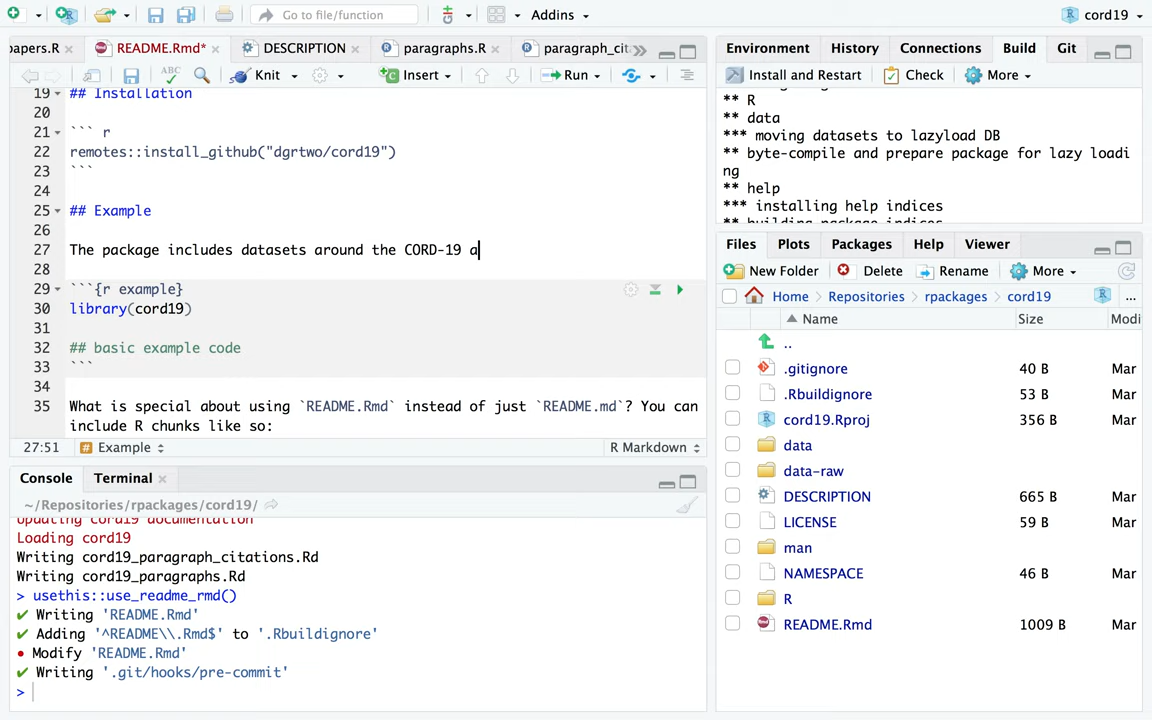 Go to file/function
Addins
cord19
papers.R
README.Rmd*
DESCRIPTION
paragraphs.R
paragraph_cit
ABC
Knit
Insert
Run
19 ## Installation
20
21 ``` r
22 remotes::install_github("dgrtwo/cord19")
23 ```
24
25 ## Example
26
27 The package includes datasets around the CORD-19 a
28
29 ```{r example}
30 library(cord19)
31
32 ## basic example code
33 ```
34
35 What is special about using `README.Rmd` instead of just `README.md`? You can
include R chunks like so:
27:51 # Example R Markdown
Console Terminal
~/Repositories/rpackages/cord19/
Updating cord19 documentation
Loading cord19
Writing cord19_paragraph_citations.Rd
Writing cord19_paragraphs.Rd
> usethis::use_readme_rmd()
✔ Writing 'README.Rmd'
✔ Adding '^README\\.Rmd$' to '.Rbuildignore'
● Modify 'README.Rmd'
✔ Writing '.git/hooks/pre-commit'
>
Environment History Connections Build Git
Install and Restart Check More
** R
** data
*** moving datasets to lazyload DB
** byte-compile and prepare package for lazy loadi
ng
** help
*** installing help indices
** building package indices
Files Plots Packages Help Viewer
New Folder Delete Rename More
Home Repositories rpackages cord19 ...
Name Size Modi
..
.gitignore 40 B Mar
.Rbuildignore 53 B Mar
cord19.Rproj 356 B Mar
data
data-raw
DESCRIPTION 665 B Mar
LICENSE 59 B Mar
man
NAMESPACE 46 B Mar
R
README.Rmd 1009 B Mar